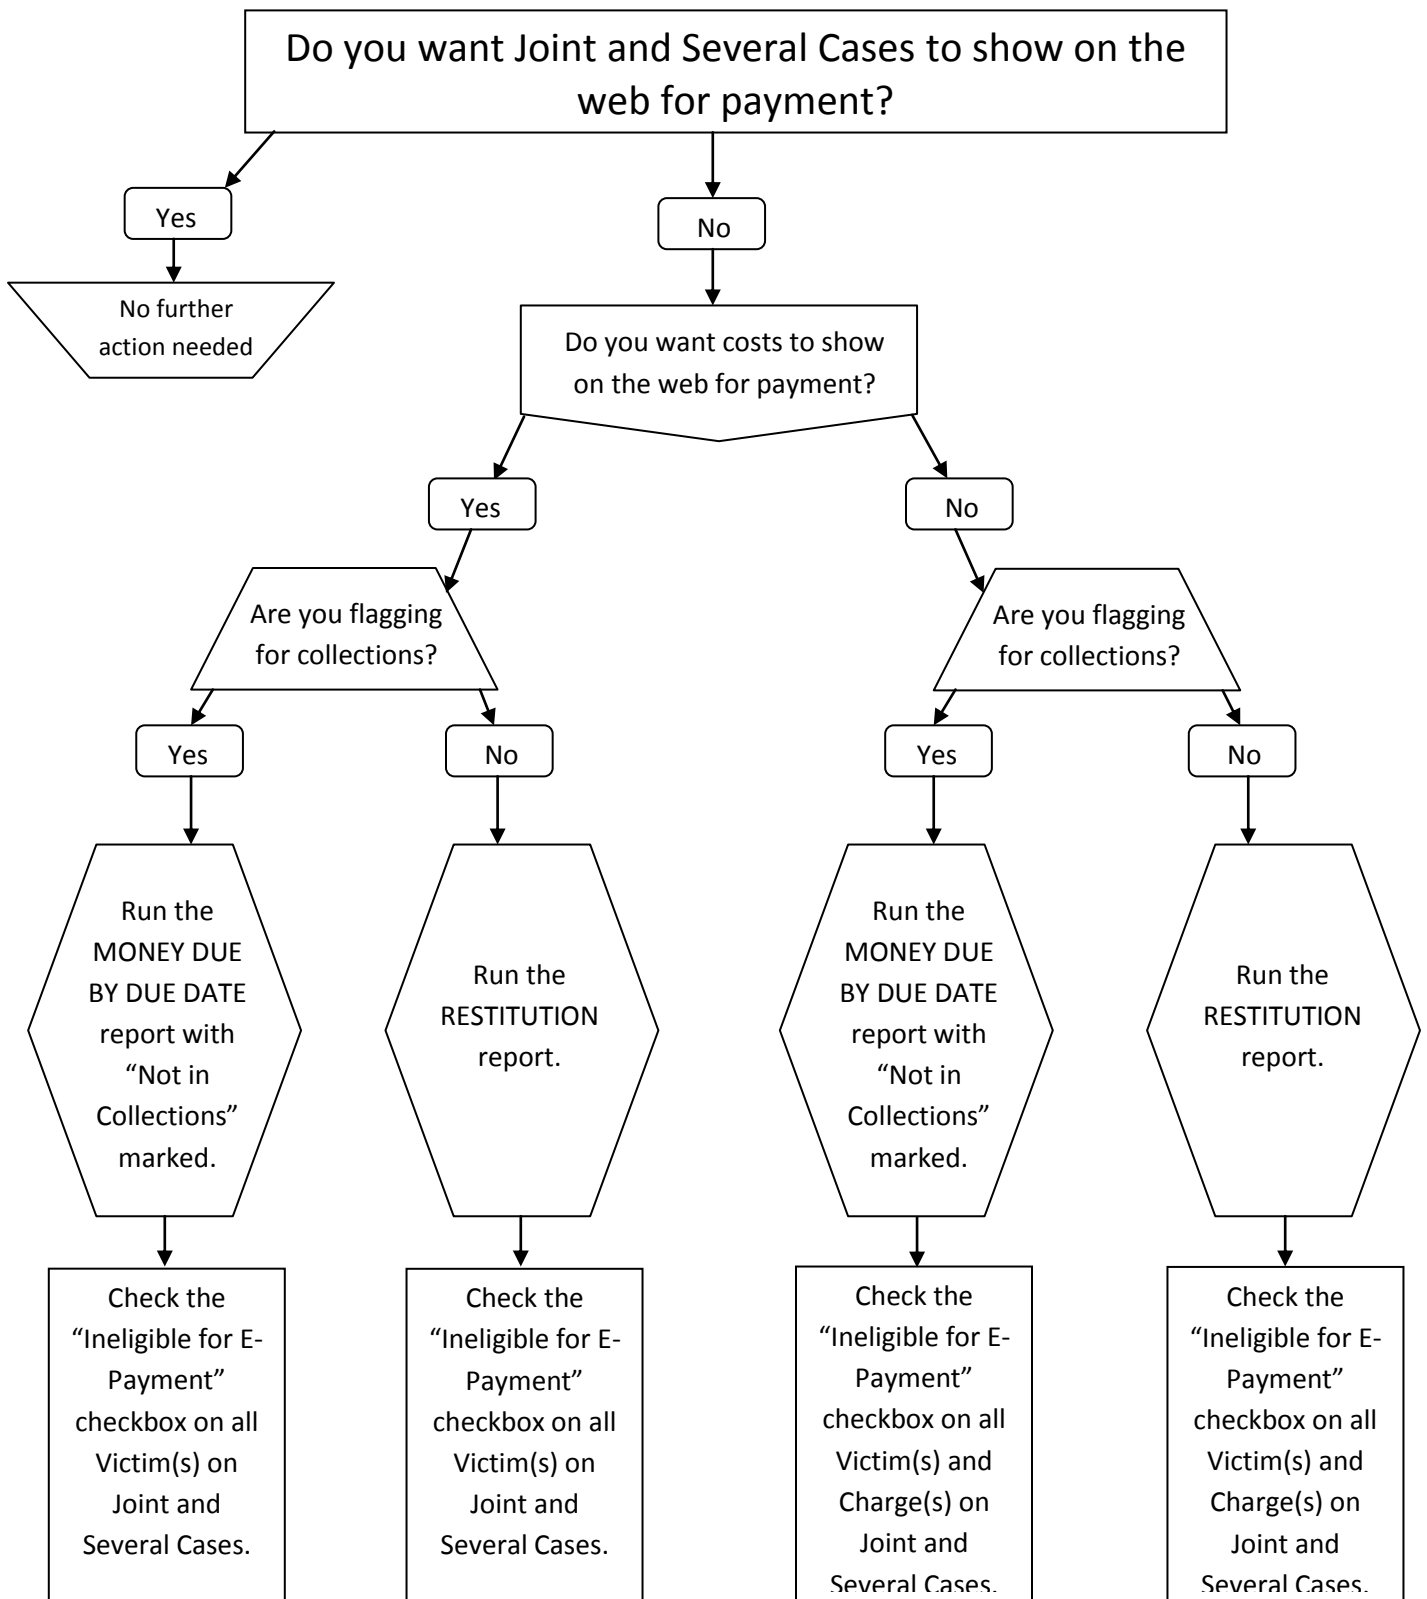 Do you want Joint and Several Cases to show on the
web for payment?
Yes
No further
action needed
No
Do you want costs to show
on the web for payment?
Yes
Are you flagging
for collections?
Yes
Run the
MONEY DUE
BY DUE DATE
report with
“Not in
Collections”
marked.
Check the
“Ineligible for E-
Payment”
checkbox on all
Victim(s) on
Joint and
Several Cases.
No
Run the
RESTITUTION
report.
Check the
“Ineligible for E-
Payment”
checkbox on all
Victim(s) on
Joint and
Several Cases.
No
Are you flagging
for collections?
Yes
Run the
MONEY DUE
BY DUE DATE
report with
“Not in
Collections”
marked.
Check the
“Ineligible for E-
Payment”
checkbox on all
Victim(s) and
Charge(s) on
Joint and
Several Cases.
No
Run the
RESTITUTION
report.
Check the
“Ineligible for E-
Payment”
checkbox on all
Victim(s) and
Charge(s) on
Joint and
Several Cases.